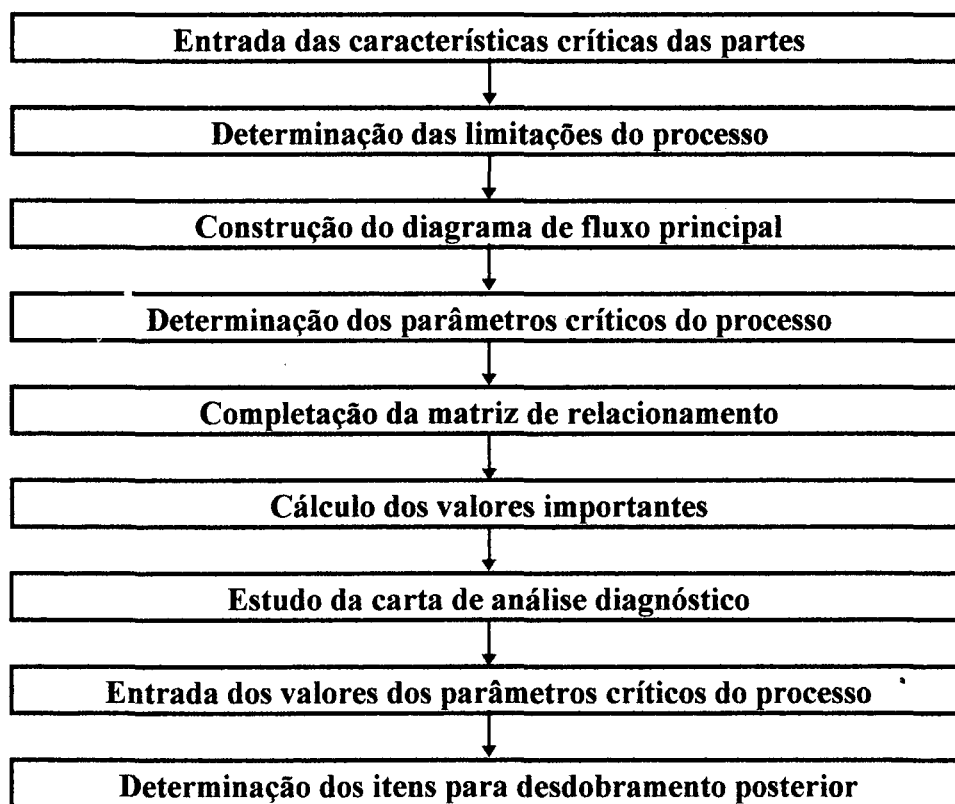 Entrada das características críticas das partes
Determinação das limitações do processo
Construção do diagrama de fluxo principal
Determinação dos parâmetros críticos do processo
Completação da matriz de relacionamento
Cálculo dos valores importantes
Estudo da carta de análise diagnóstico
Entrada dos valores dos parâmetros críticos do processo
Determinação dos itens para desdobramento posterior